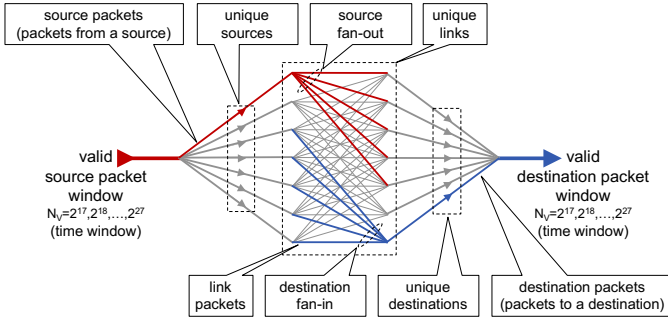 source packets
(packets from a source)
unique
sources
source
fan-out
unique
links
valid
source packet
window
N_V=2^17,2^18,…,2^27
(time window)
valid
destination packet
window
N_V=2^17,2^18,…,2^27
(time window)
link
packets
destination
fan-in
unique
destinations
destination packets
(packets to a destination)